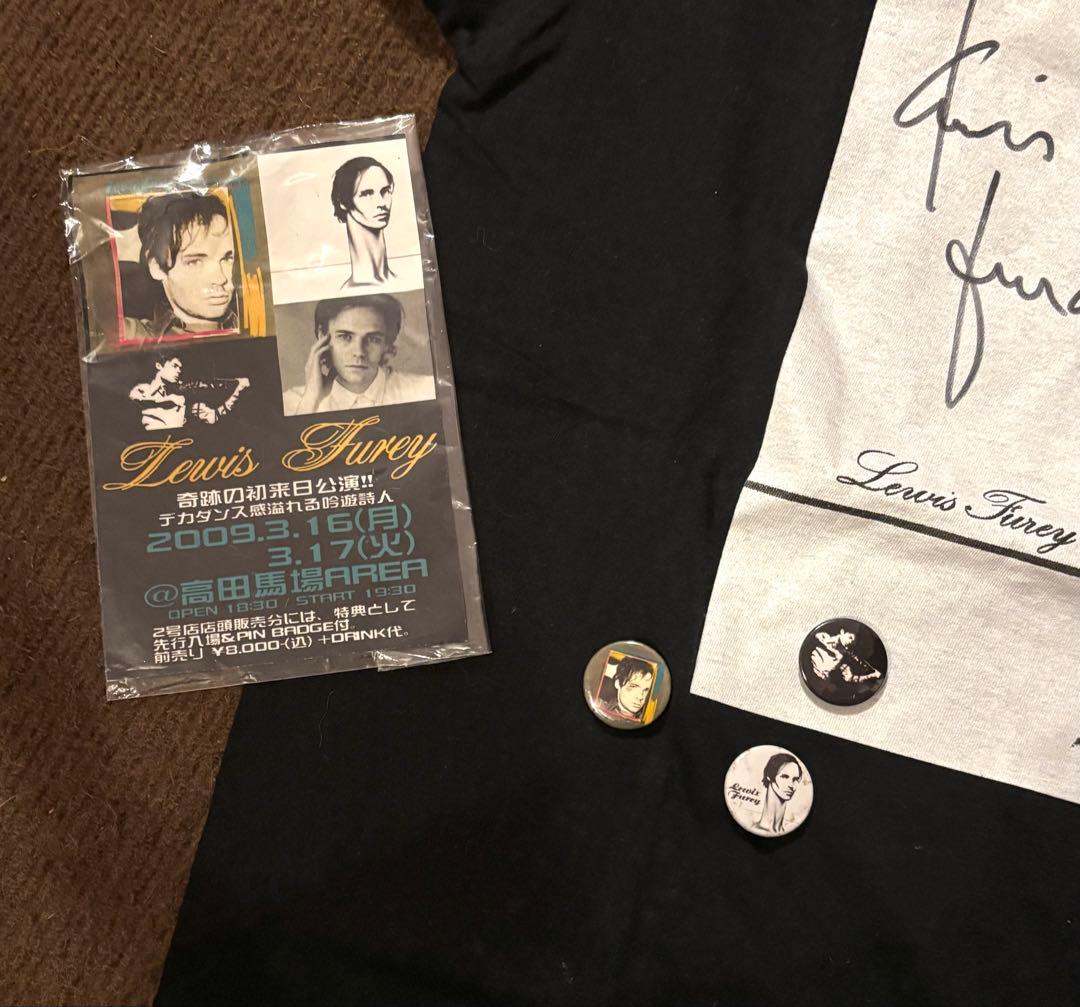 Lewis Furey
奇跡の初来日公演!!
デカダンス感溢れる吟遊詩人
2009.3.16(月)
3.17(火)
@高田馬場AREA
OPEN 18:30 / START 19:30
2号店店頭販売分には、特典として
先行入場&PIN BADGE付。
前売り ¥8.000-(込) +DRINK代。
Lewis Furey
Lewis
Furey